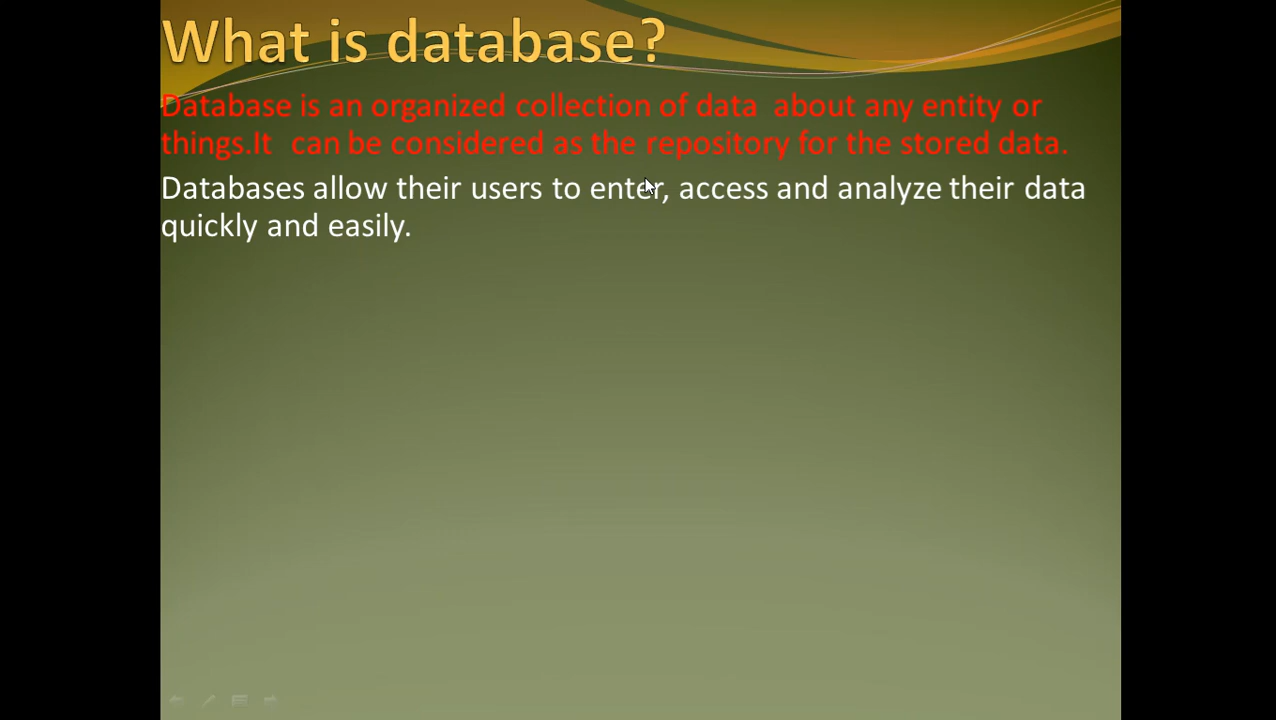 What is database?
Database is an organized collection of data  about any entity or
things.It  can be considered as the repository for the stored data.
Databases allow their users to enter, access and analyze their data
quickly and easily.